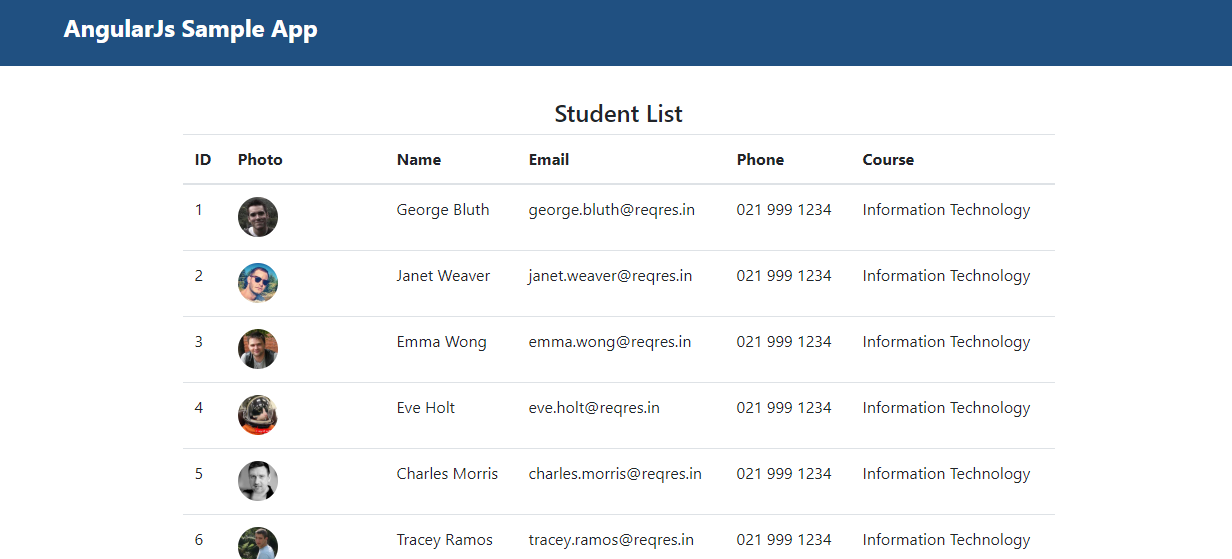 AngularJs Sample App
Student List
ID Photo Name Email Phone Course
1 George Bluth george.bluth@reqres.in 021 999 1234 Information Technology
2 Janet Weaver janet.weaver@reqres.in 021 999 1234 Information Technology
3 Emma Wong emma.wong@reqres.in 021 999 1234 Information Technology
4 Eve Holt eve.holt@reqres.in 021 999 1234 Information Technology
5 Charles Morris charles.morris@reqres.in 021 999 1234 Information Technology
6 Tracey Ramos tracey.ramos@reqres.in 021 999 1234 Information Technology